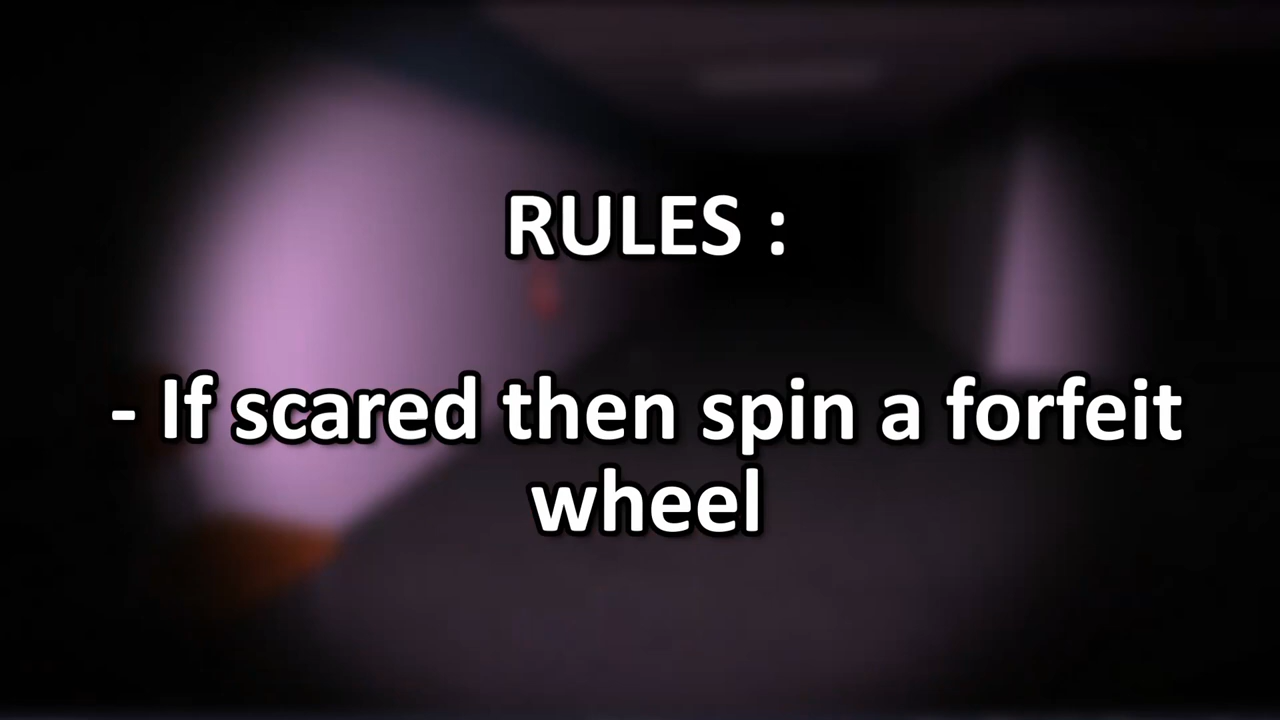 RULES :
- If scared then spin a forfeit
wheel